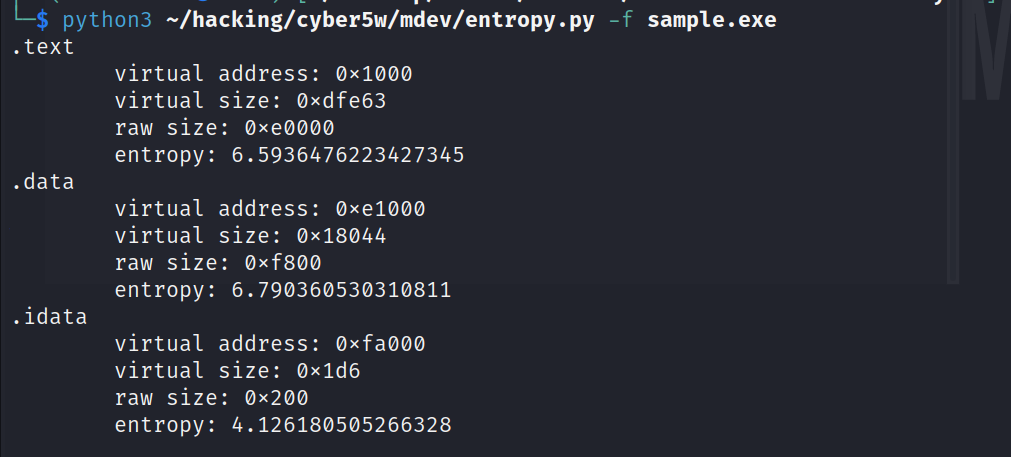 └─$ python3 ~/hacking/cyber5w/mdev/entropy.py -f sample.exe
.text
        virtual address: 0×1000
        virtual size: 0×dfe63
        raw size: 0×e0000
        entropy: 6.5936476223427345
.data
        virtual address: 0×e1000
        virtual size: 0×18044
        raw size: 0×f800
        entropy: 6.790360530310811
.idata
        virtual address: 0×fa000
        virtual size: 0×1d6
        raw size: 0×200
        entropy: 4.126180505266328